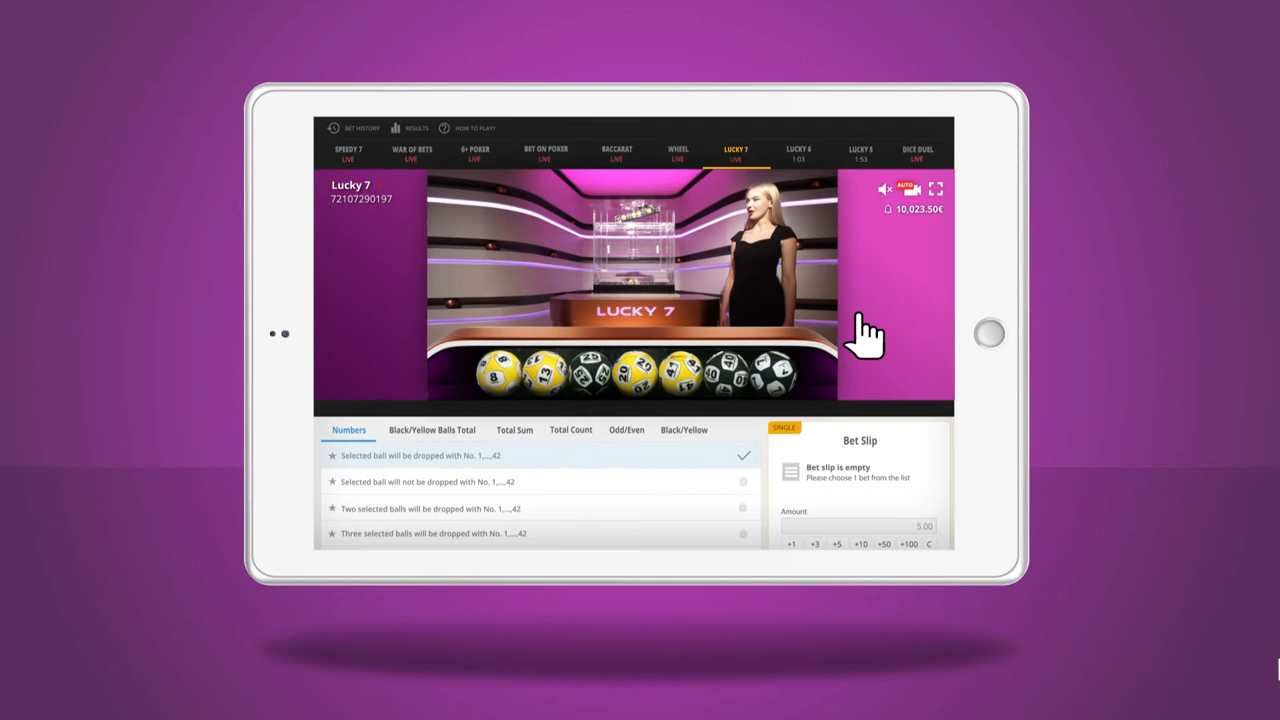 BET HISTORY RESULTS HOW TO PLAY?
SPEEDY 7 WAR OF BETS 6+ POKER BET ON POKER BACCARAT WHEEL LUCKY 7 LUCKY 6 LUCKY 5 DICE DUEL
LIVE LIVE LIVE LIVE LIVE LIVE LIVE 1:03 1:53 LIVE
Lucky 7
72107290197
AUTO
10,023.50€
LUCKY 7
8 13 25 20 20 41 40 10 7
Numbers Black/Yellow Balls Total Total Sum Total Count Odd/Even Black/Yellow
Selected ball will be dropped with No. 1,...,42
Selected ball will not be dropped with No. 1,...,42
Two selected balls will be dropped with No. 1,...,42
Three selected balls will be dropped with No. 1,...,42
SINGLE
Bet Slip
Bet slip is empty
Please choose 1 bet from the list
Amount
5.00
+1 +3 +5 +10 +50 +100 C